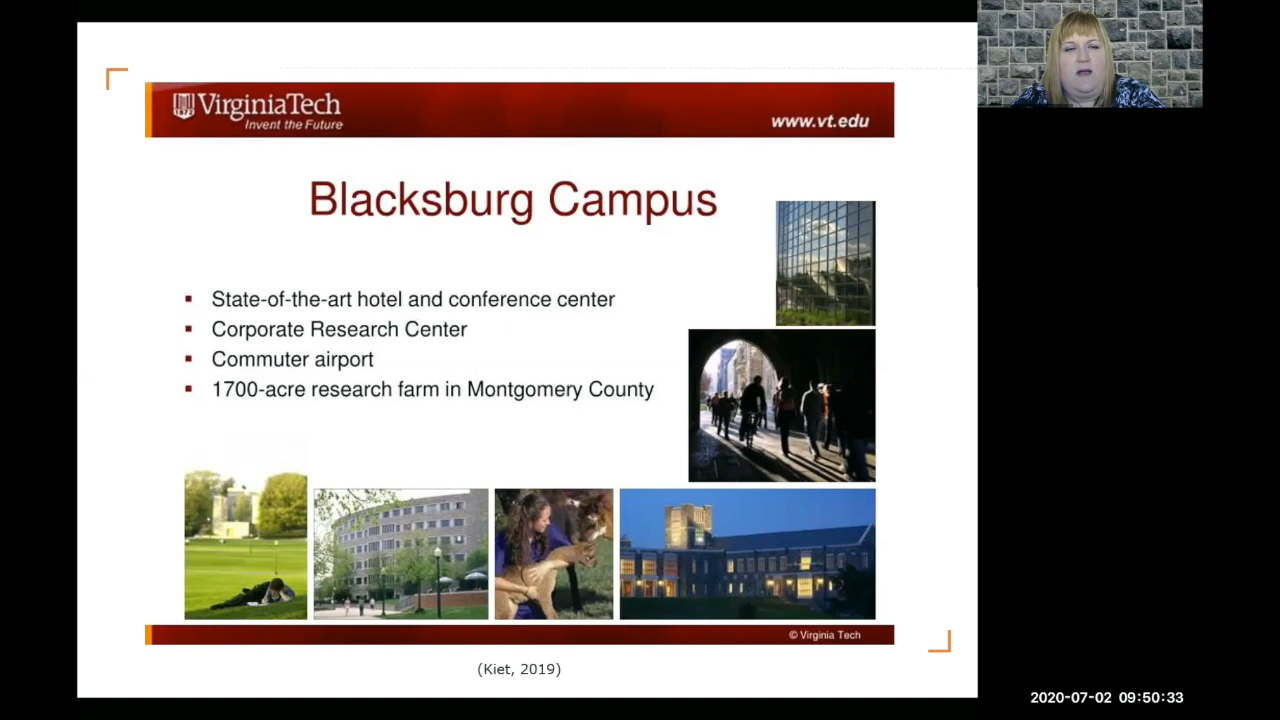 VirginiaTech
Invent the Future
www.vt.edu
Blacksburg Campus
▪ State-of-the-art hotel and conference center
▪ Corporate Research Center
▪ Commuter airport
▪ 1700-acre research farm in Montgomery County
© Virginia Tech
(Kiet, 2019)
2020-07-02 09:50:33